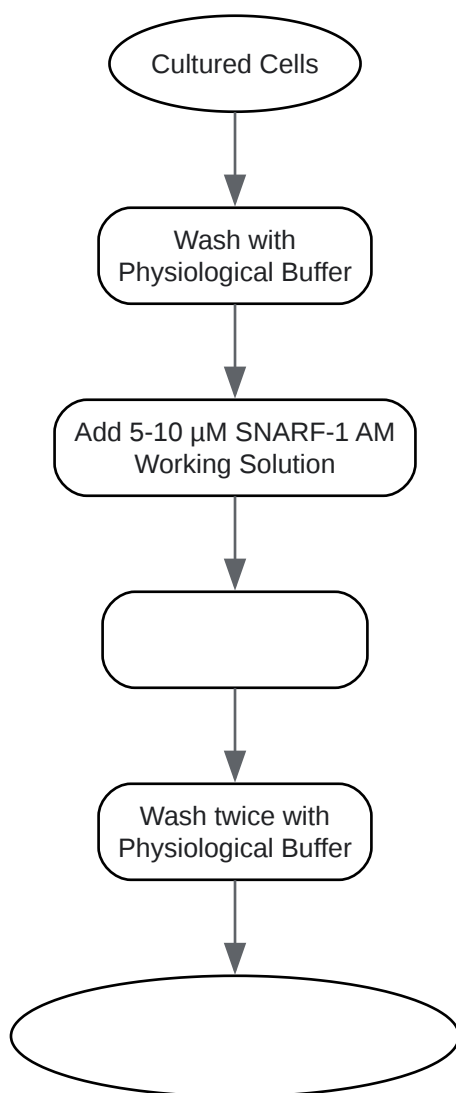 Cultured Cells
Wash with
Physiological Buffer
Add 5-10 µM SNARF-1 AM
Working Solution
Wash twice with
Physiological Buffer